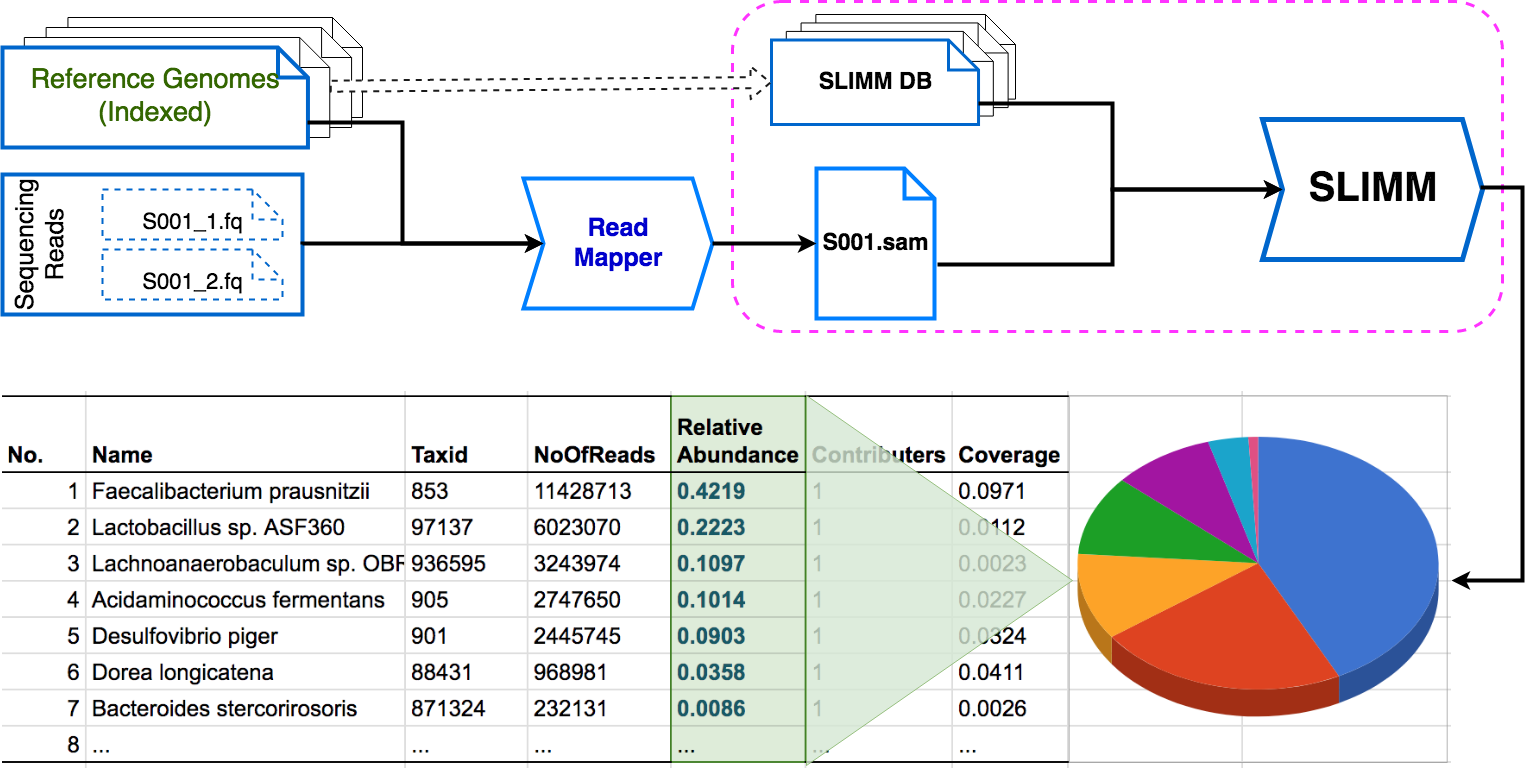 Reference Genomes
(Indexed)
SLIMM DB
Sequencing
Reads
S001_1.fq
S001_2.fq
Read
Mapper
S001.sam
SLIMM
No. Name Taxid NoOfReads Relative Abundance Contributers Coverage
1 Faecalibacterium prausnitzii 853 11428713 0.4219 1 0.0971
2 Lactobacillus sp. ASF360 97137 6023070 0.2223 1 0.0112
3 Lachnoanaerobaculum sp. OBR 936595 3243974 0.1097 1 0.0023
4 Acidaminococcus fermentans 905 2747650 0.1014 1 0.0227
5 Desulfovibrio piger 901 2445745 0.0903 1 0.0324
6 Dorea longicatena 88431 968981 0.0358 1 0.0411
7 Bacteroides stercorirosoris 871324 232131 0.0086 1 0.0026
8 ... ... ... ... ... ...